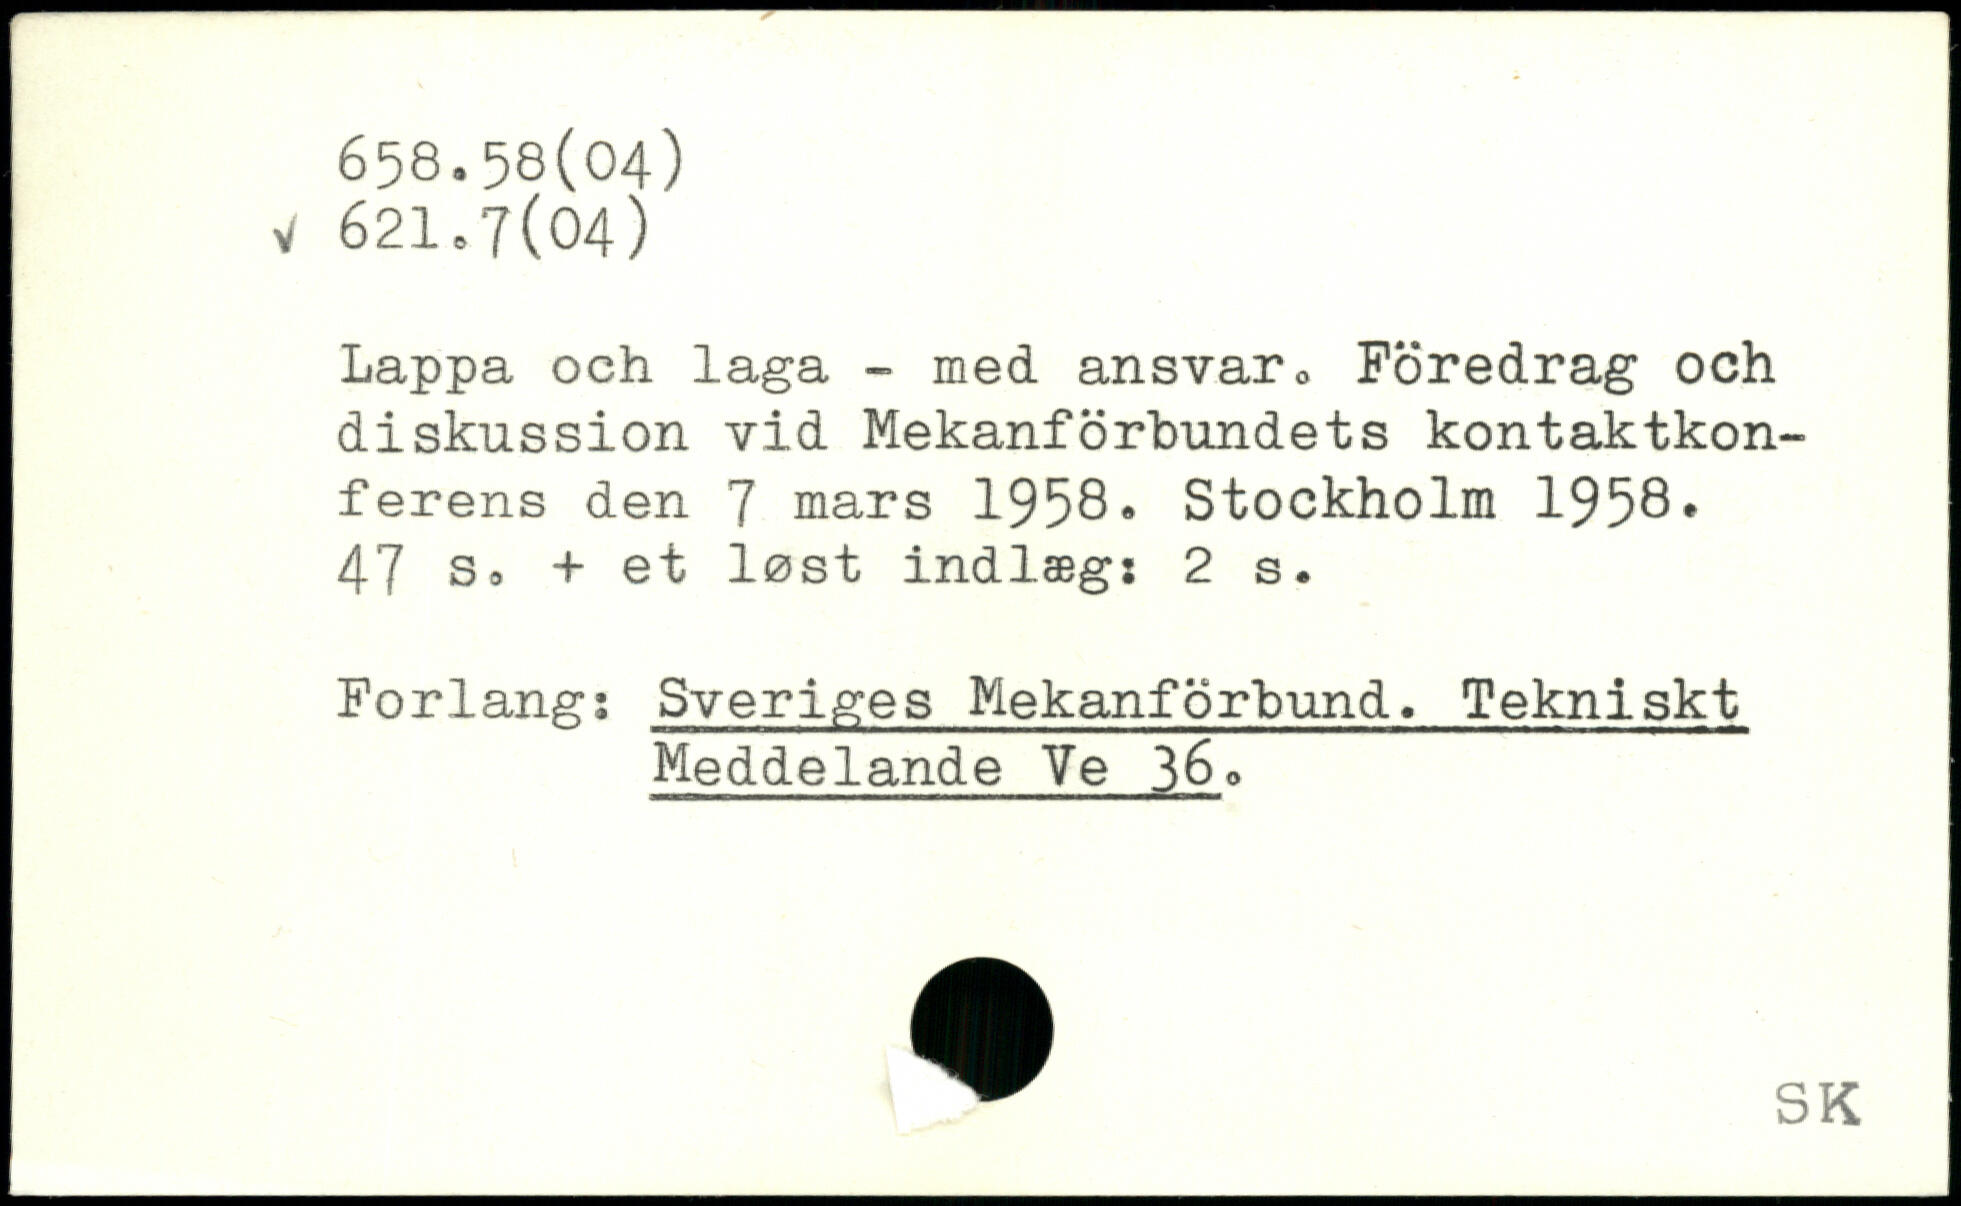 658.58(04)
√ 621.7(04)
Lappa och laga - med ansvar. Föredrag och
diskussion vid Mekanförbundets kontaktkon-
ferens den 7 mars 1958. Stockholm 1958.
47 s. + et løst indlæg: 2 s.
Forlang: Sveriges Mekanförbund. Tekniskt
Meddelande Ve 36.
SK